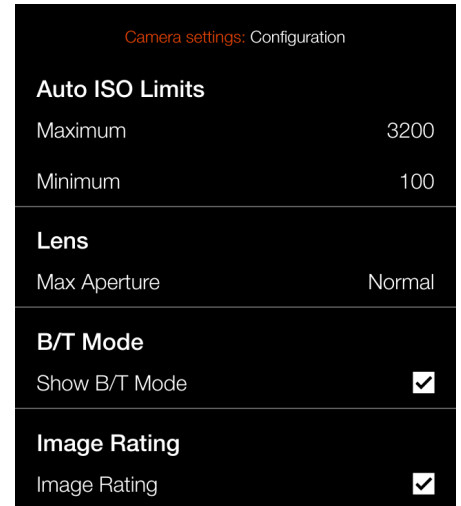 Camera settings: Configuration
Auto ISO Limits
Maximum 3200
Minimum 100
Lens
Max Aperture Normal
B/T Mode
Show B/T Mode
Image Rating
Image Rating